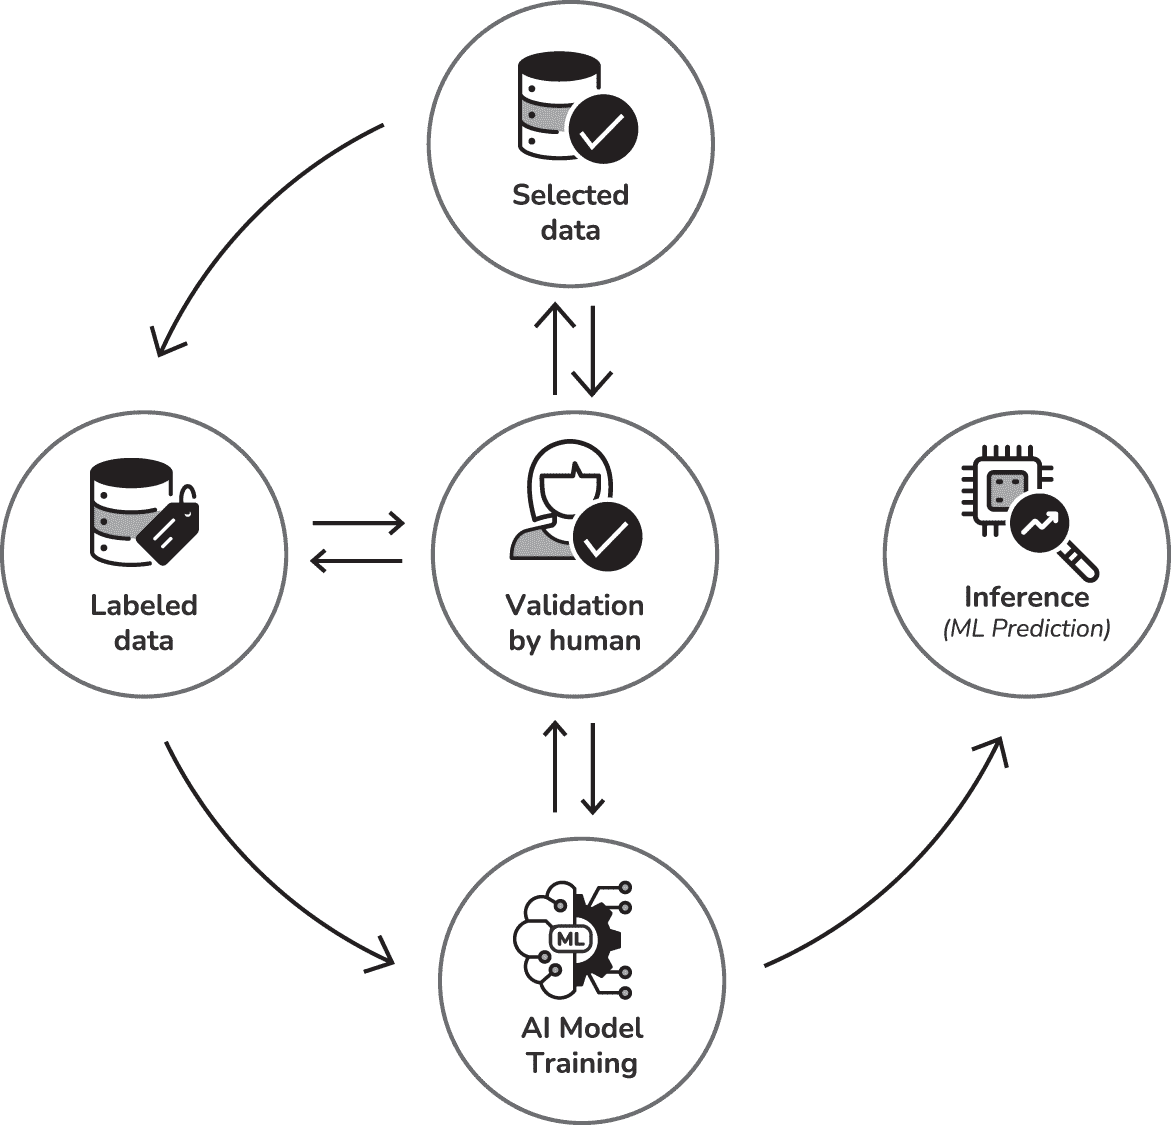 Selected
data
Labeled
data
Validation
by human
Inference
(ML Prediction)
ML
AI Model
Training